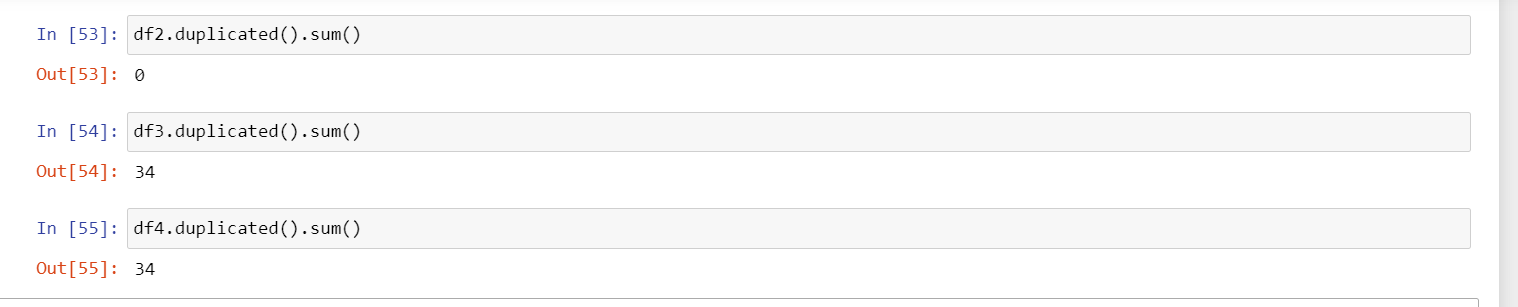 In [53]: df2.duplicated().sum()
Out[53]: 0
In [54]: df3.duplicated().sum()
Out[54]: 34
In [55]: df4.duplicated().sum()
Out[55]: 34